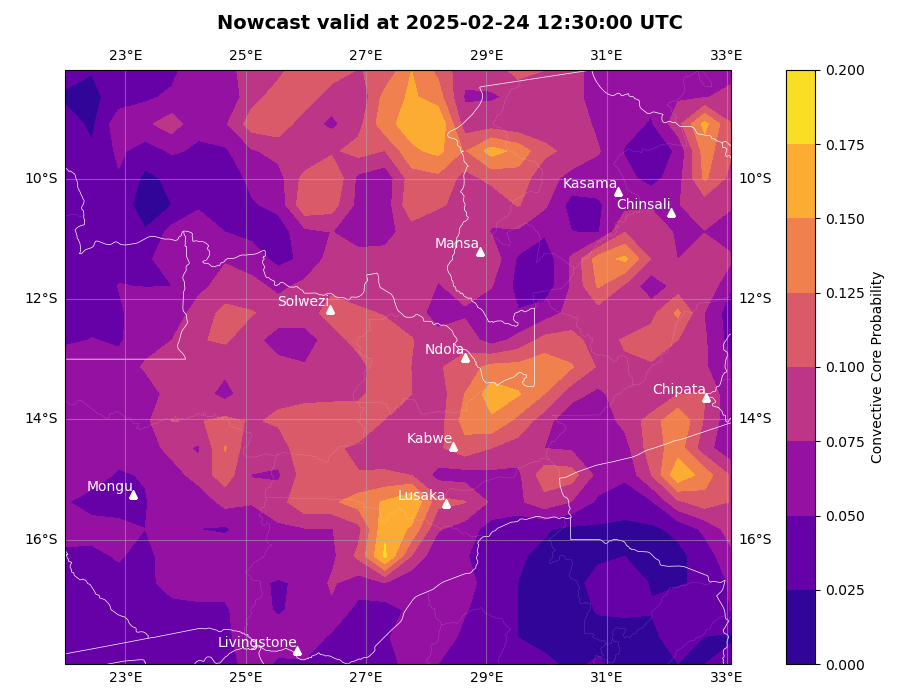 Nowcast valid at 2025-02-24 12:30:00 UTC
23°E 25°E 27°E 29°E 31°E 33°E
0.200
0.175
10°S Kasama 10°S
Chinsali
0.150
Mansa
12°S Solwezi 12°S
0.125
Ndola
0.100
Chipata
14°S 14°S
Kabwe
0.075
Mongu
Lusaka
0.050
16°S 16°S
0.025
Livingstone
0.000
23°E 25°E 27°E 29°E 31°E 33°E
Convective Core Probability